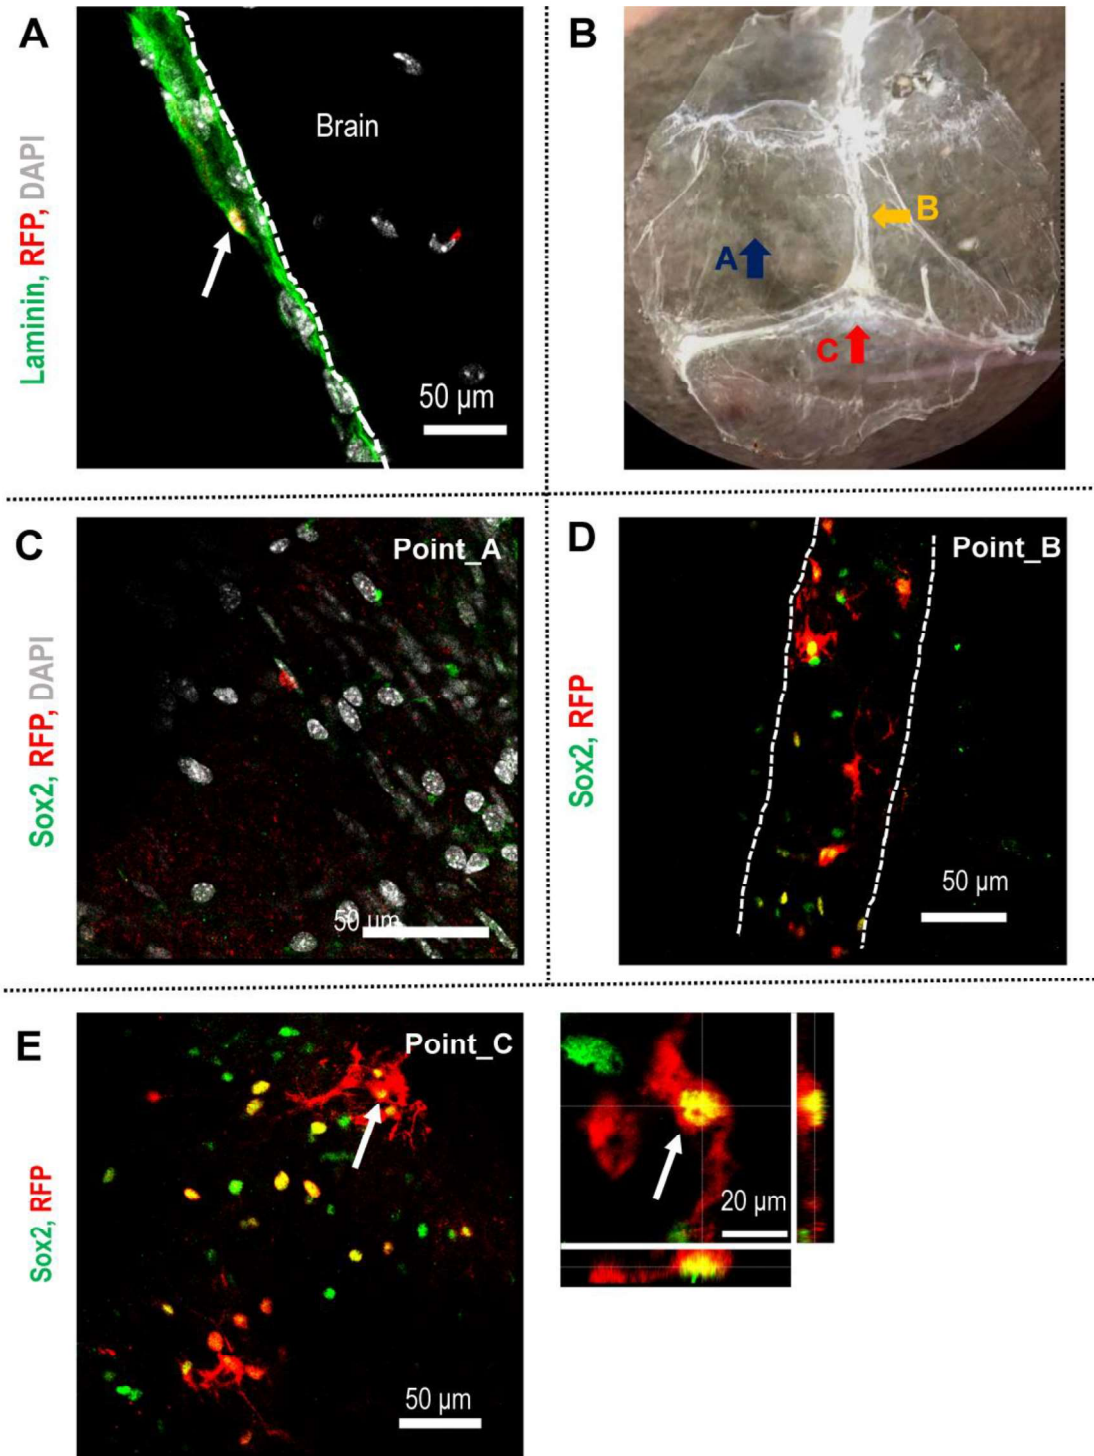 A
Laminin, RFP, DAPI
Brain
50 µm
B
A
B
C
C
Sox2, RFP, DAPI
Point_A
50 µm
D
Sox2, RFP
Point_B
50 µm
E
Sox2, RFP
Point_C
50 µm
20 µm